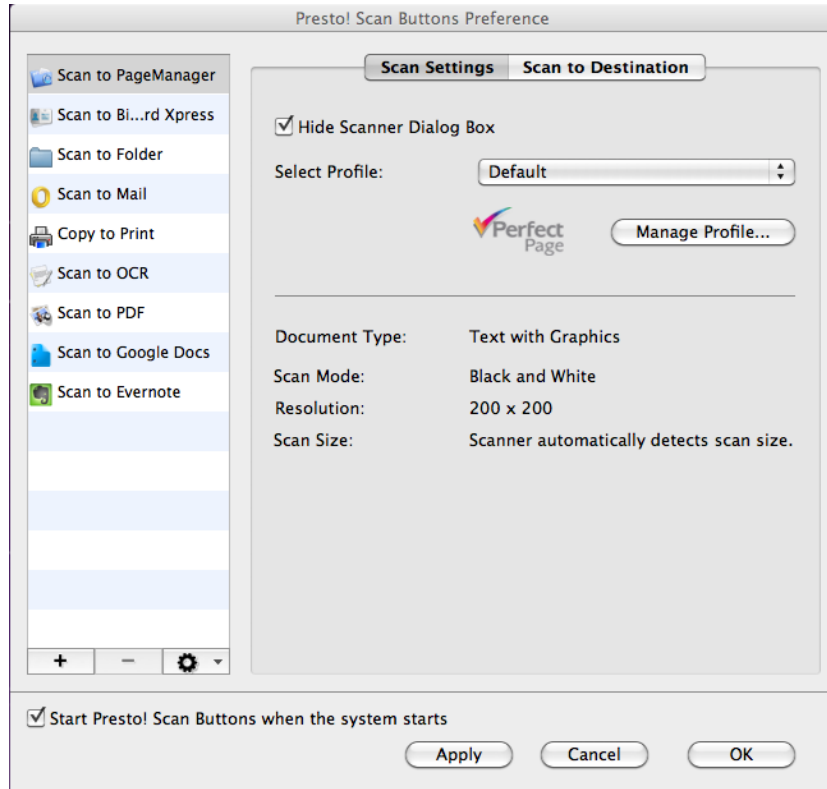 Presto! Scan Buttons Preference
Scan to PageManager
Scan to Bi...rd Xpress
Scan to Folder
Scan to Mail
Copy to Print
Scan to OCR
Scan to PDF
Scan to Google Docs
Scan to Evernote
+ −
Scan Settings Scan to Destination
Hide Scanner Dialog Box
Select Profile: Default
Perfect
Page
Manage Profile...
Document Type: Text with Graphics
Scan Mode: Black and White
Resolution: 200 x 200
Scan Size: Scanner automatically detects scan size.
Start Presto! Scan Buttons when the system starts
Apply Cancel OK